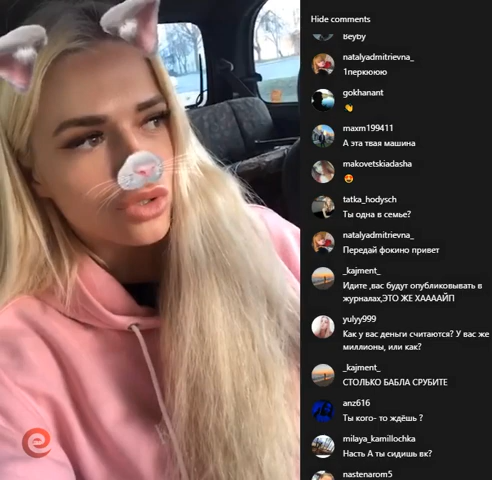 Hide comments
Beyby
natalyadmitrievna_
1перкююю
gokhanant
👏
maxm199411
А эта твая машина
makovetskiadasha
😍
tatka_hodysch
Ты одна в семье?
natalyadmitrievna_
Передай фокино привет
_kajment_
Идите ,вас будут опубликовывать в
журналах,ЭТО ЖЕ ХАААAЙП
yulyy999
Как у вас деньги считаются? У вас же
миллионы, или как?
_kajment_
СТОЛЬКО БАБЛА СРУБИТЕ
anz616
Ты кого- то ждёшь ?
milaya_kamillochka
Насть А ты сидишь вк?
nastenarom5